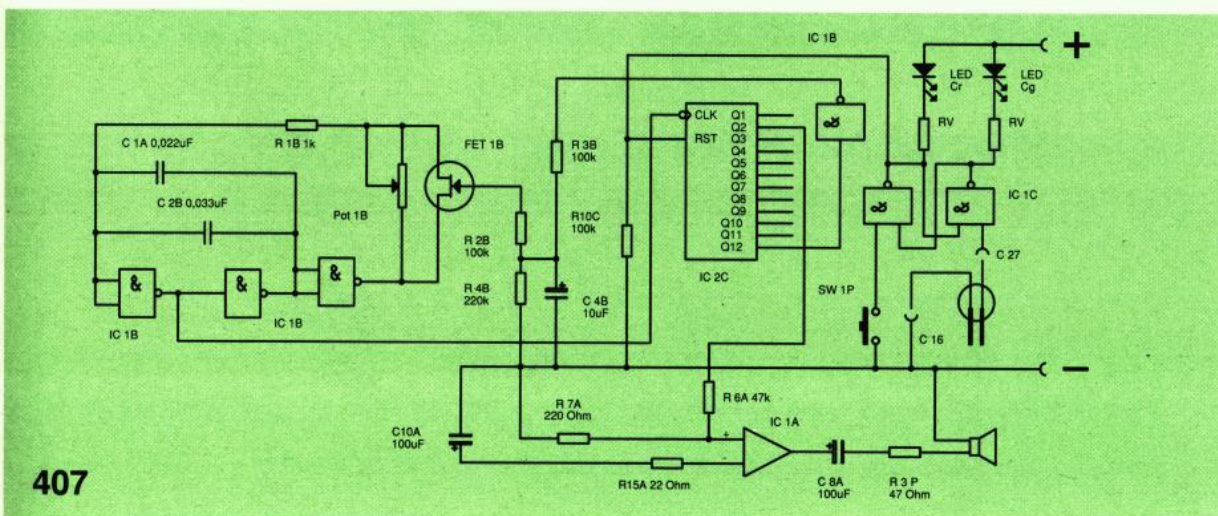 IC 1B
+
LED
Cr
LED
Cg
C 1A 0,022uF
R 1B 1k
FET 1B
R 3B
100k
CLK
RST
Q1
Q2
Q3
Q4
Q5
Q6
Q7
Q8
Q9
Q10
Q11
Q12
&
RV
RV
C 2B 0,033uF
Pot 1B
R10C
100k
&
&
IC 1C
R 2B
100k
C 27
&
&
&
IC 2C
R 4B
220k
C 4B
10uF
SW 1P
C 16
IC 1B
IC 1B
−
R 7A
220 Ohm
R 6A 47k
IC 1A
C10A
100uF
+
+
R15A 22 Ohm
C 8A
100uF
R 3 P
47 Ohm
407